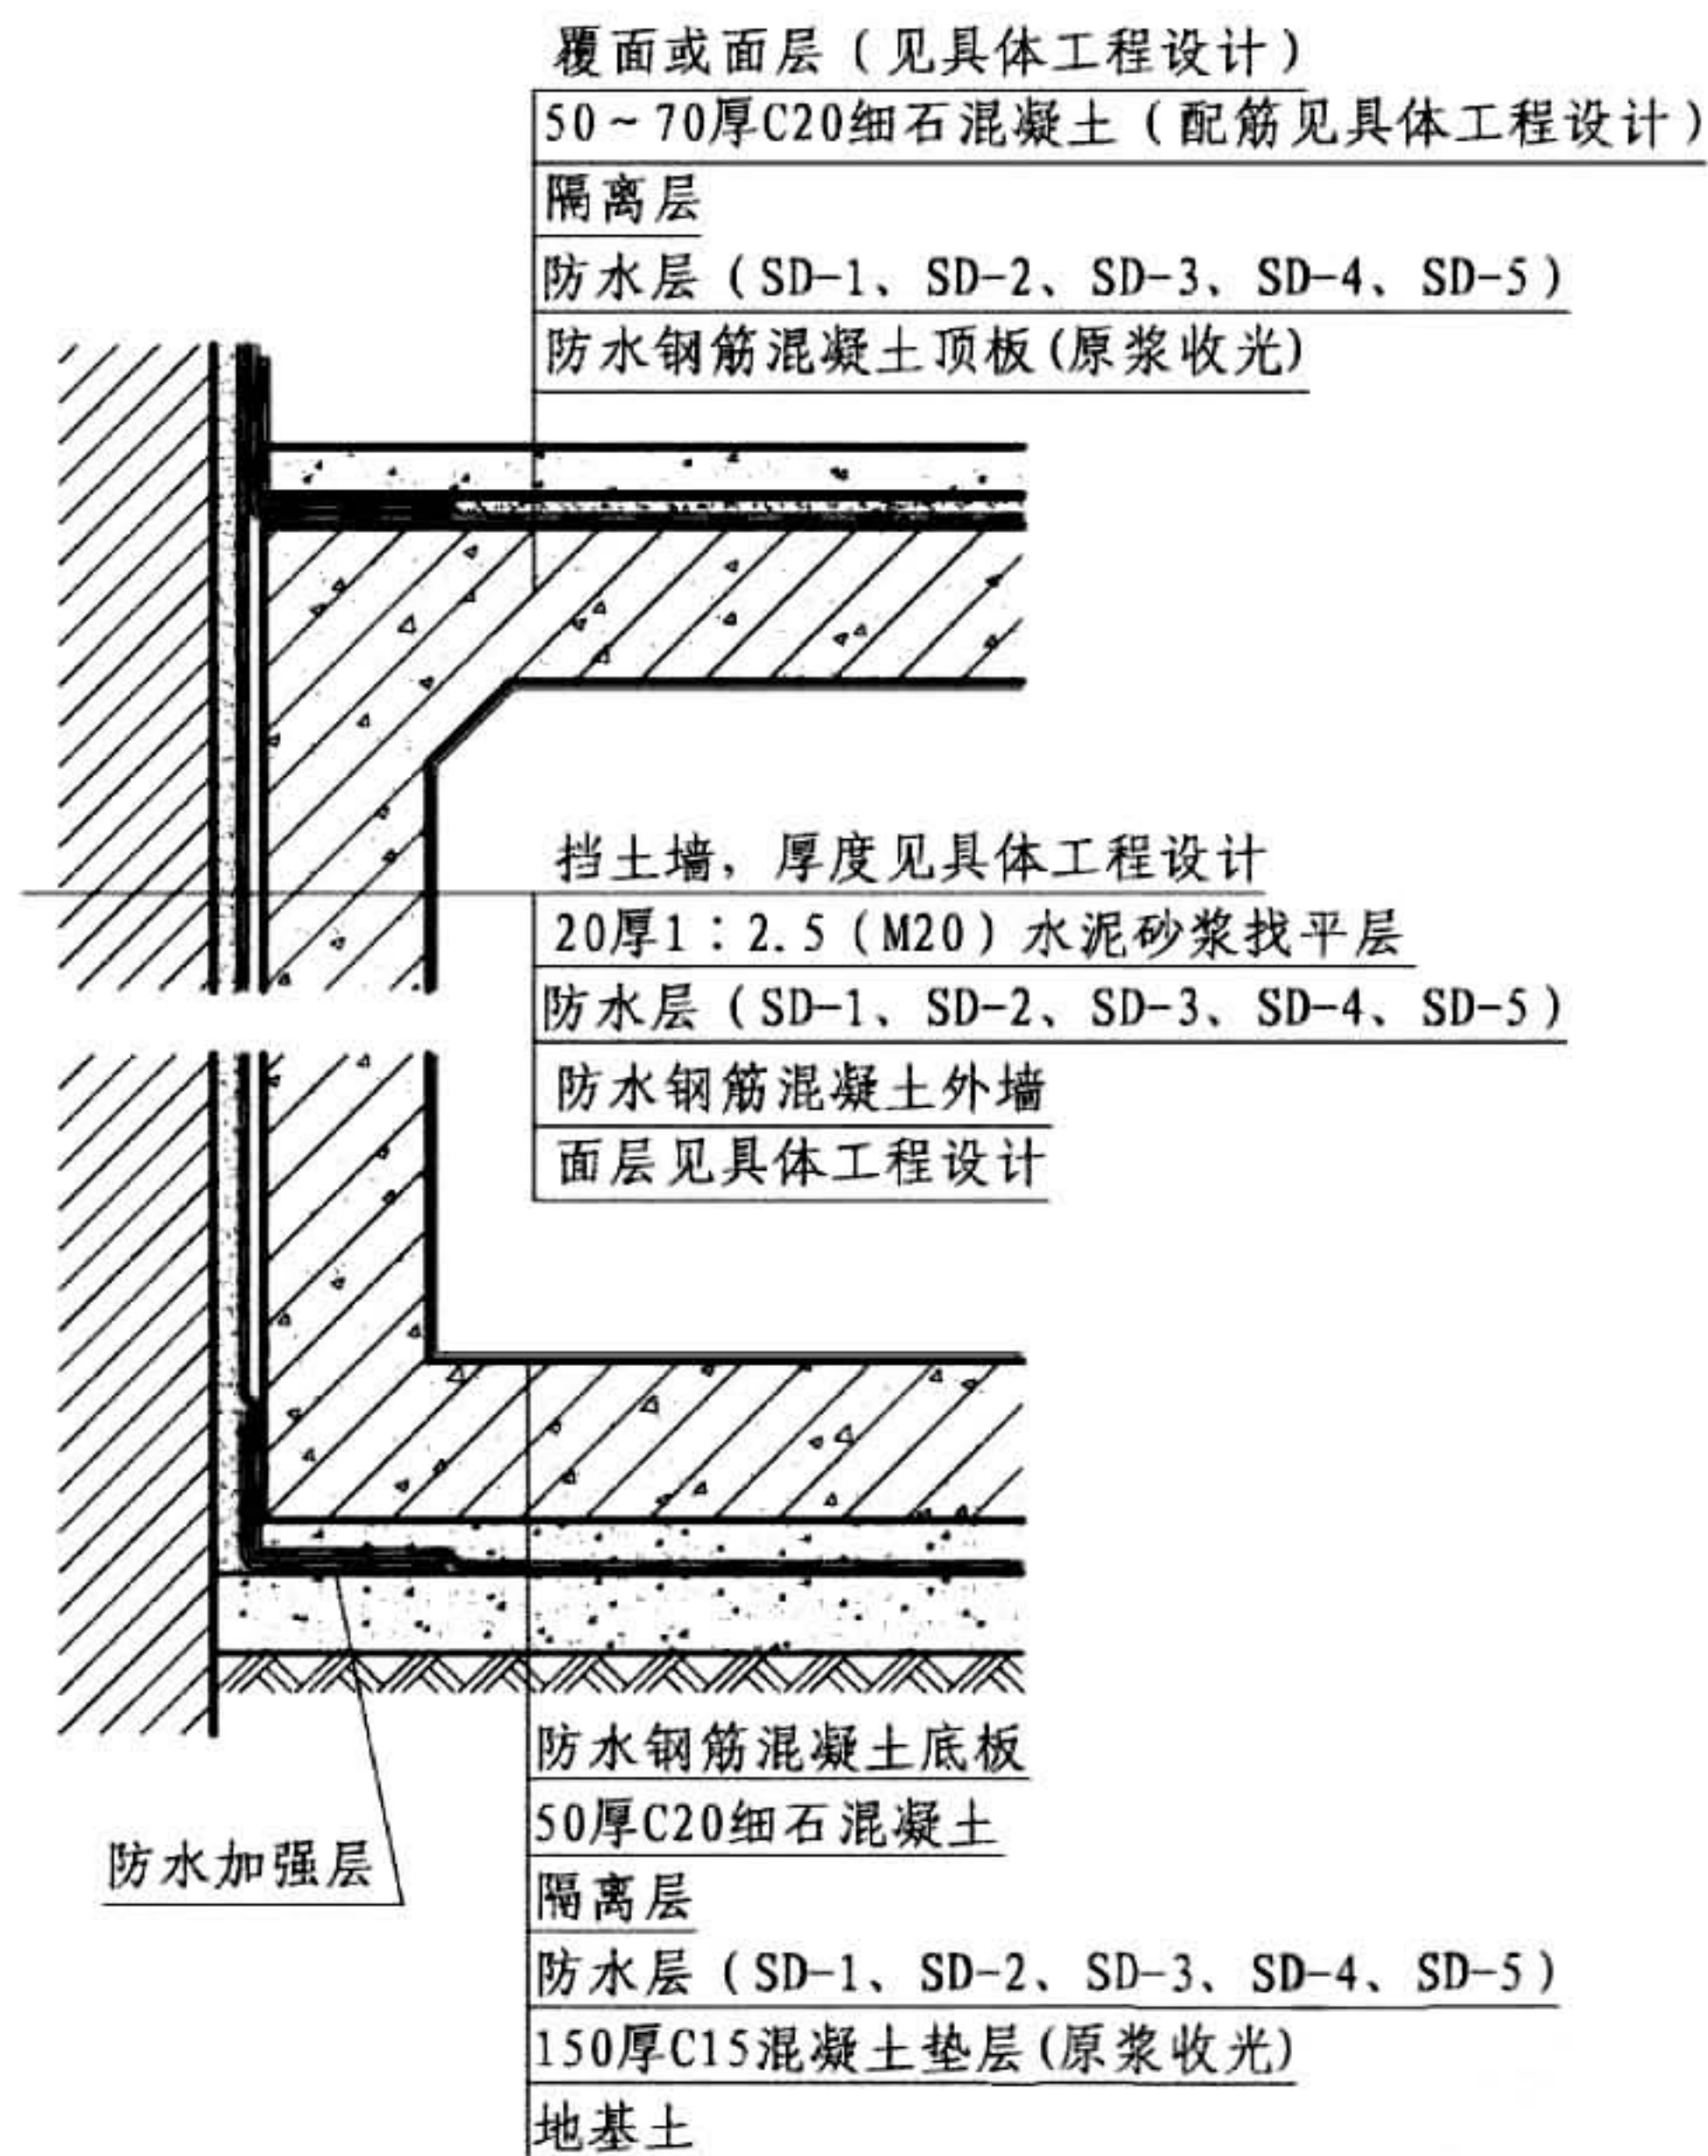 覆面或面层（见具体工程设计）
50～70厚C20细石混凝土（配筋见具体工程设计）
隔离层
防水层（SD-1、SD-2、SD-3、SD-4、SD-5）
防水钢筋混凝土顶板(原浆收光)
挡土墙，厚度见具体工程设计
20厚1：2.5（M20）水泥砂浆找平层
防水层（SD-1、SD-2、SD-3、SD-4、SD-5）
防水钢筋混凝土外墙
面层见具体工程设计
防水钢筋混凝土底板
50厚C20细石混凝土
防水加强层
隔离层
防水层（SD-1、SD-2、SD-3、SD-4、SD-5）
150厚C15混凝土垫层(原浆收光)
地基土